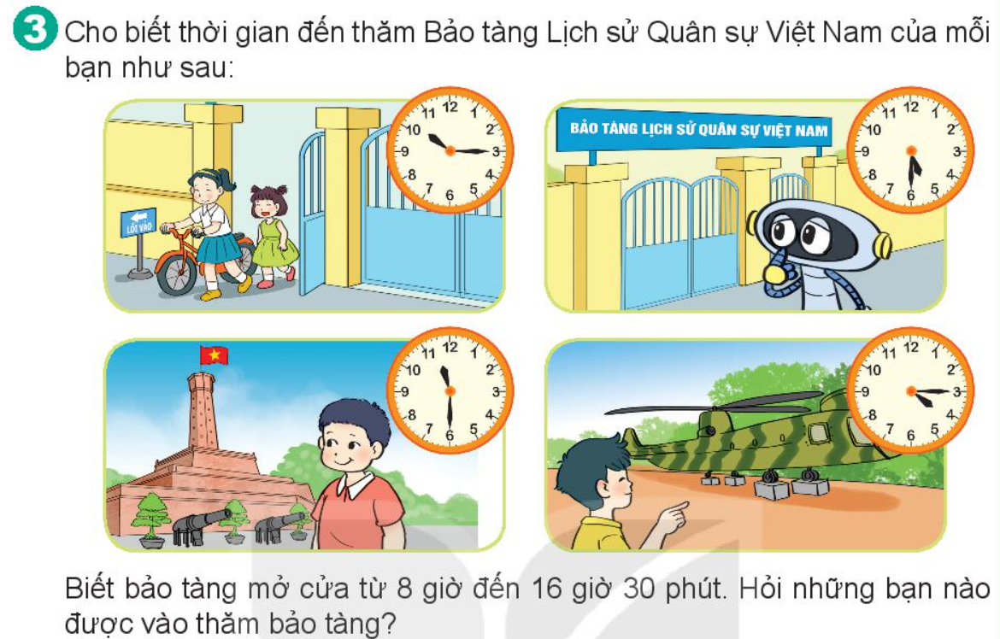 3 Cho biết thời gian đến thăm Bảo tàng Lịch sử Quân sự Việt Nam của mỗi
bạn như sau:
LỐI VÀO
11 12 1
10 2
9 3
8 4
7 6 5
BẢO TÀNG LỊCH SỬ QUÂN SỰ VIỆT NAM
11 12 1
10 2
9 3
8 4
7 6 5
11 12 1
10 2
9 3
8 4
7 6 5
11 12 1
10 2
9 3
8 4
7 6 5
Biết bảo tàng mở cửa từ 8 giờ đến 16 giờ 30 phút. Hỏi những bạn nào
được vào thăm bảo tàng?